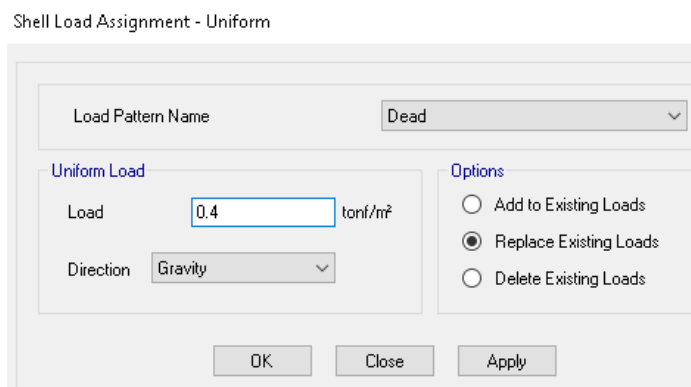 Shell Load Assignment - Uniform
Load Pattern Name
Dead
Uniform Load
Load
0.4
tonf/m²
Direction
Gravity
Options
Add to Existing Loads
Replace Existing Loads
Delete Existing Loads
OK
Close
Apply